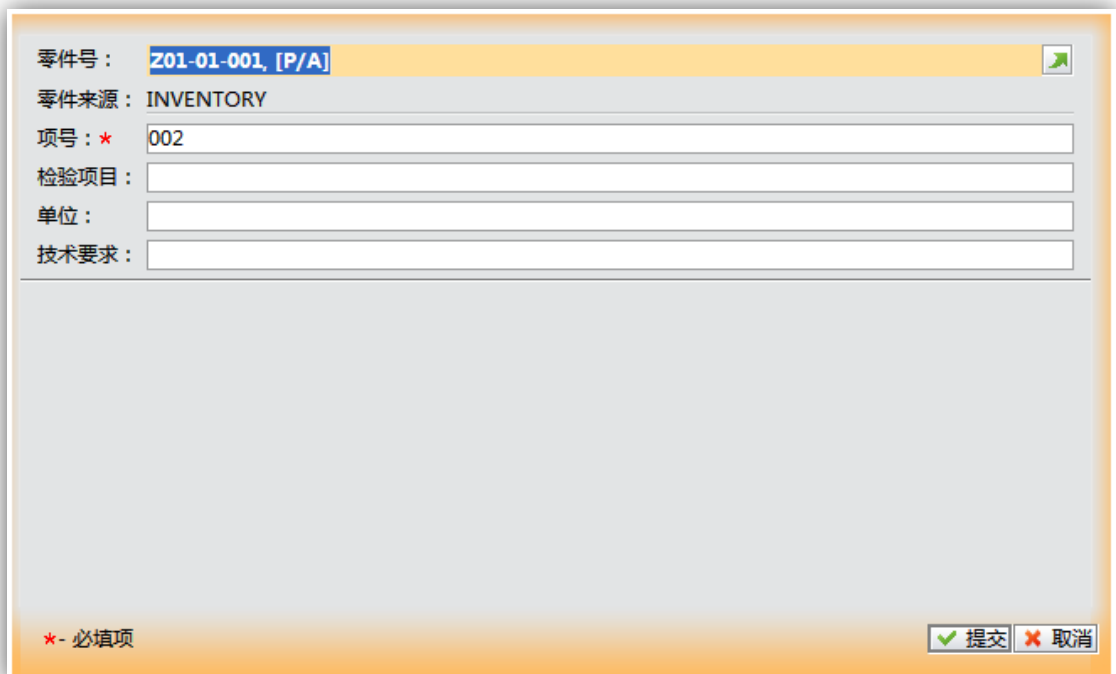 零件号： Z01-01-001, [P/A]
零件来源： INVENTORY
项号：* 002
检验项目：
单位：
技术要求：
*- 必填项 提交 取消